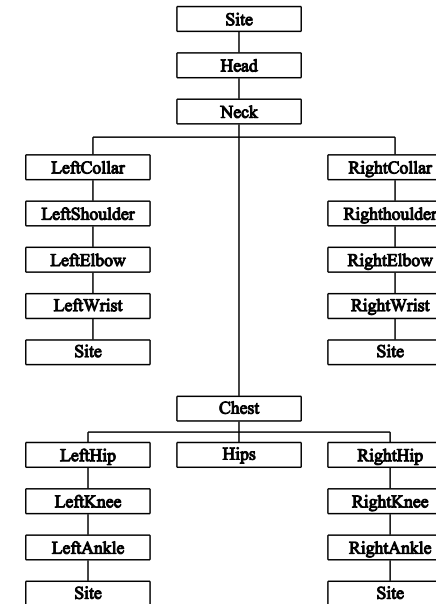 Site
Head
Neck
LeftCollar
RightCollar
LeftShoulder
Righthoulder
LeftElbow
RightElbow
LeftWrist
RightWrist
Site
Site
Chest
LeftHip
Hips
RightHip
LeftKnee
RightKnee
LeftAnkle
RightAnkle
Site
Site